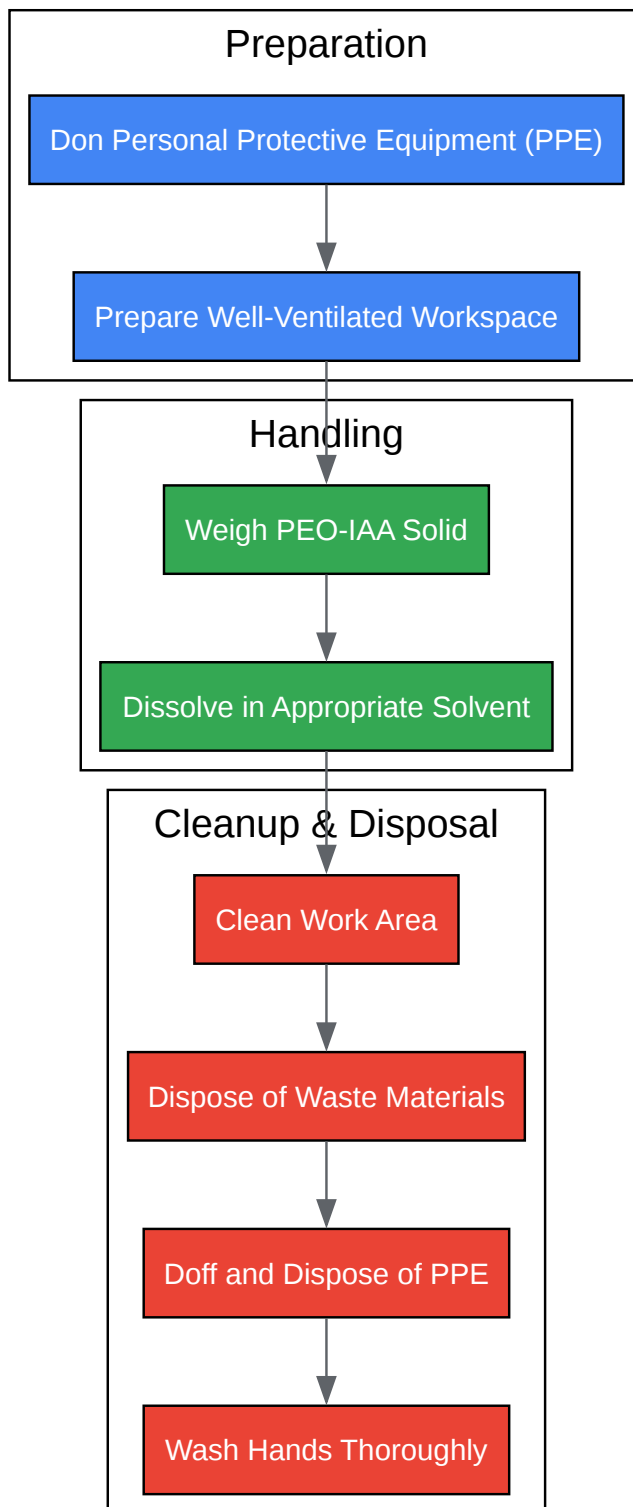 Preparation
Don Personal Protective Equipment (PPE)
Prepare Well-Ventilated Workspace
Handling
Weigh PEO-IAA Solid
Dissolve in Appropriate Solvent
Cleanup & Disposal
Clean Work Area
Dispose of Waste Materials
Doff and Dispose of PPE
Wash Hands Thoroughly